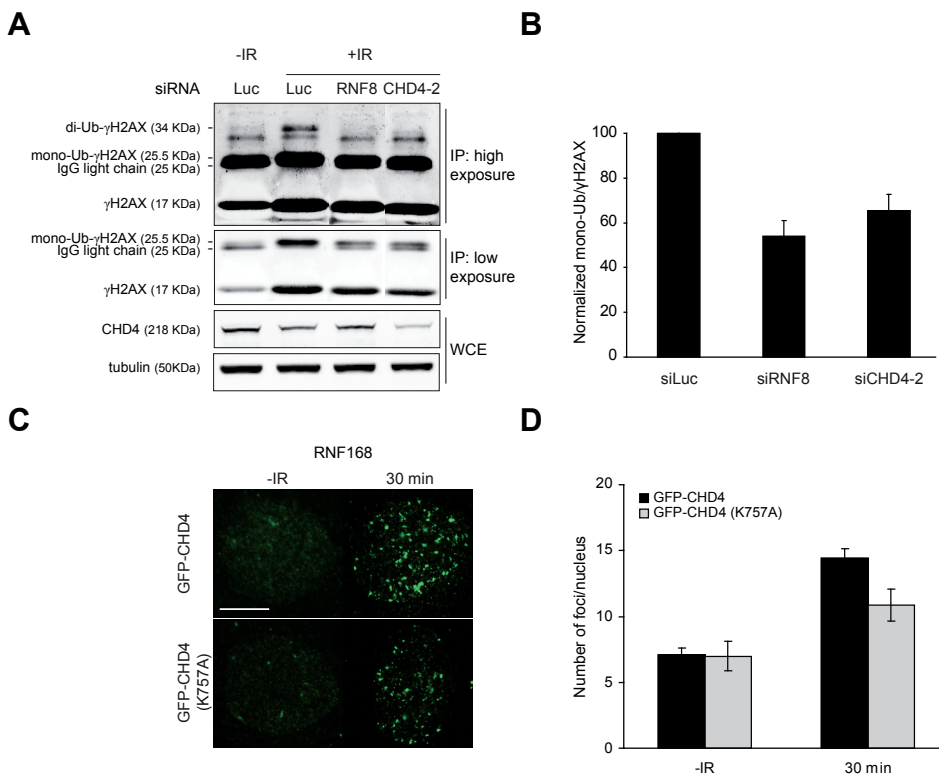 A
-IR
+IR
siRNA
Luc
Luc
RNF8
CHD4-2
di-Ub-γH2AX (34 KDa)
mono-Ub-γH2AX (25.5 KDa)
IgG light chain (25 KDa)
γH2AX (17 KDa)
IP: high
exposure
mono-Ub-γH2AX (25.5 KDa)
IgG light chain (25 KDa)
γH2AX (17 KDa)
IP: low
exposure
CHD4 (218 KDa)
tubulin (50KDa)
WCE
B
Normalized mono-Ub/γH2AX
100
80
60
40
20
0
siLuc
siRNF8
siCHD4-2
C
RNF168
-IR
30 min
GFP-CHD4
GFP-CHD4
(K757A)
D
Number of foci/nucleus
20
15
10
5
0
GFP-CHD4
GFP-CHD4 (K757A)
-IR
30 min